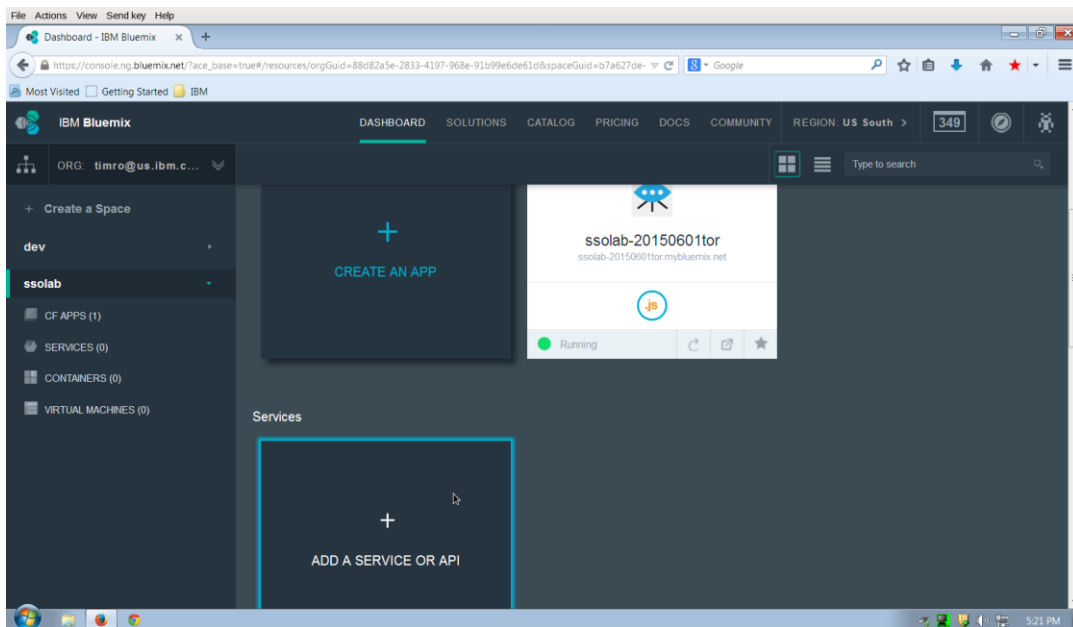 File Actions View Send key Help
Dashboard - IBM Bluemix × +
https://console.ng.bluemix.net/?ace_base=true#/resources/orgGuid=88d82a5e-2833-4197-968e-91b99e6de61d&spaceGuid=b7a627de- Google
Most Visited Getting Started IBM
IBM Bluemix DASHBOARD SOLUTIONS CATALOG PRICING DOCS COMMUNITY REGION: US South > 349
ORG: timro@us.ibm.c... Type to search
+ Create a Space
dev
ssolab
CF APPS (1)
SERVICES (0)
CONTAINERS (0)
VIRTUAL MACHINES (0)
+
CREATE AN APP
ssolab-20150601tor
ssolab-20150601tor.mybluemix.net
.js
Running
Services
+
ADD A SERVICE OR API
5:21 PM